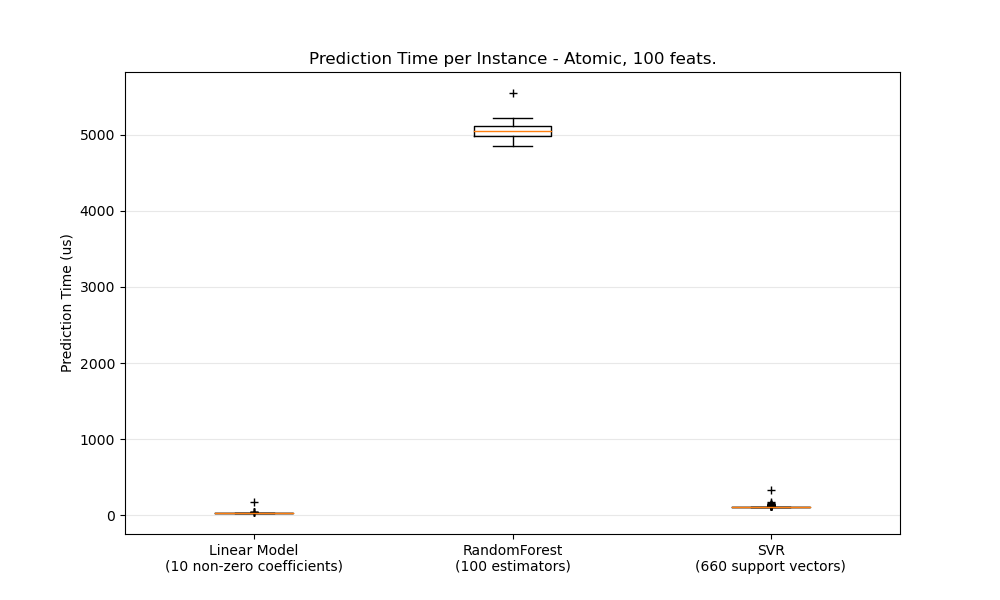 Prediction Time per Instance - Atomic, 100 feats.
Prediction Time (us)
5000
4000
3000
2000
1000
0
Linear Model
(10 non-zero coefficients)
RandomForest
(100 estimators)
SVR
(660 support vectors)